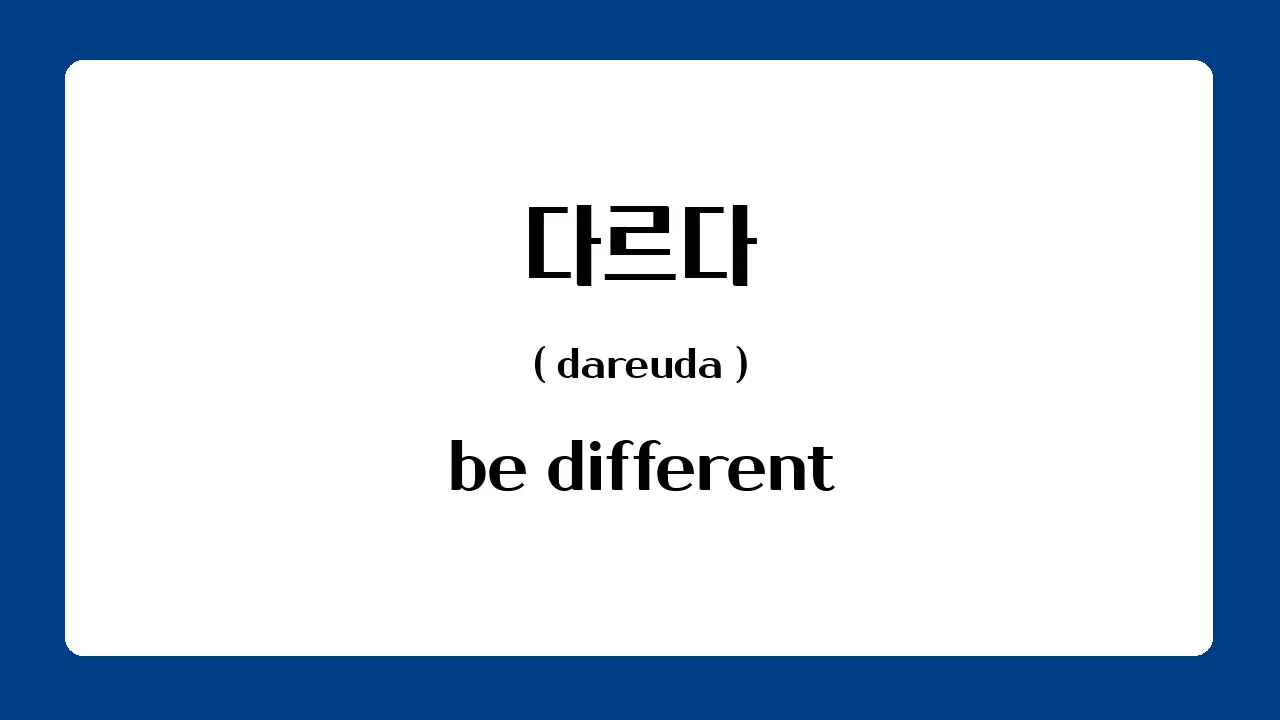 다르다
( dareuda )
be different